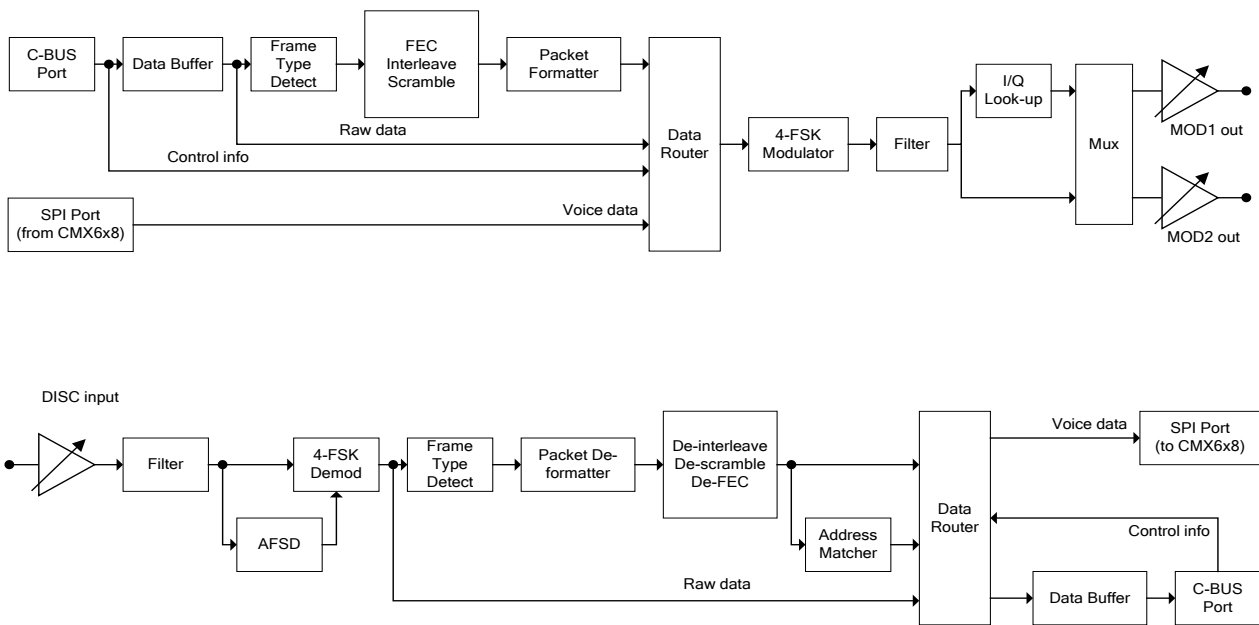 C-BUS
Port
Data Buffer
Frame
Type
Detect
FEC
Interleave
Scramble
Packet
Formatter
Raw data
Control info
SPI Port
(from CMX6x8)
Voice data
Data
Router
4-FSK
Modulator
Filter
I/Q
Look-up
Mux
MOD1 out
MOD2 out
DISC input
Filter
AFSD
4-FSK
Demod
Frame
Type
Detect
Packet De-
formatter
De-interleave
De-scramble
De-FEC
Address
Matcher
Raw data
Data
Router
Voice data
SPI Port
(to CMX6x8)
Control info
Data Buffer
C-BUS
Port